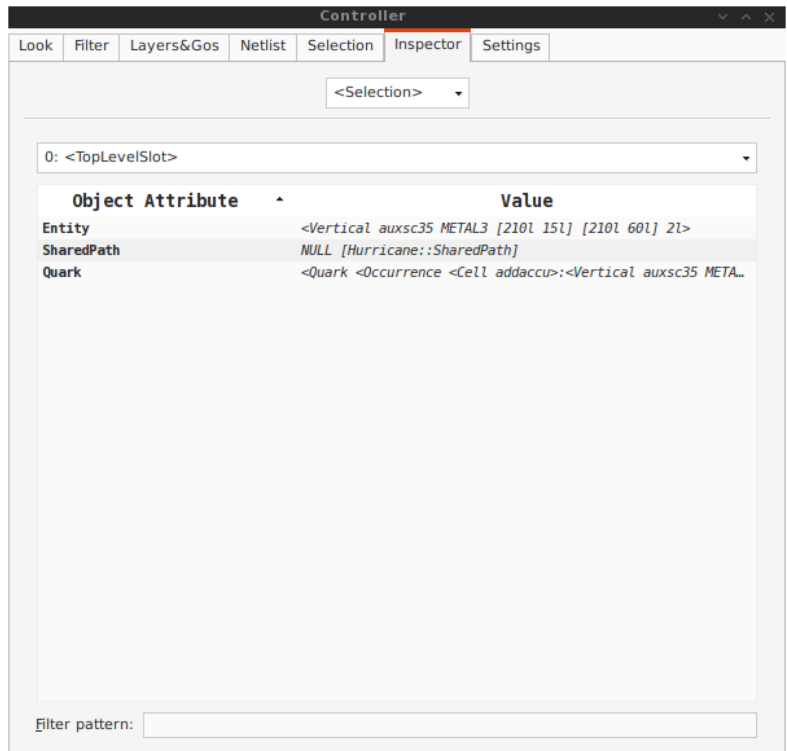 Controller
Look Filter Layers&Gos Netlist Selection Inspector Settings
<Selection>
0: <TopLevelSlot>
Object Attribute Value
Entity <Vertical auxsc35 METAL3 [210l 15l] [210l 60l] 2l>
SharedPath NULL [Hurricane::SharedPath]
Quark <Quark <Occurrence <Cell addaccu>:<Vertical auxsc35 META…
Filter pattern: